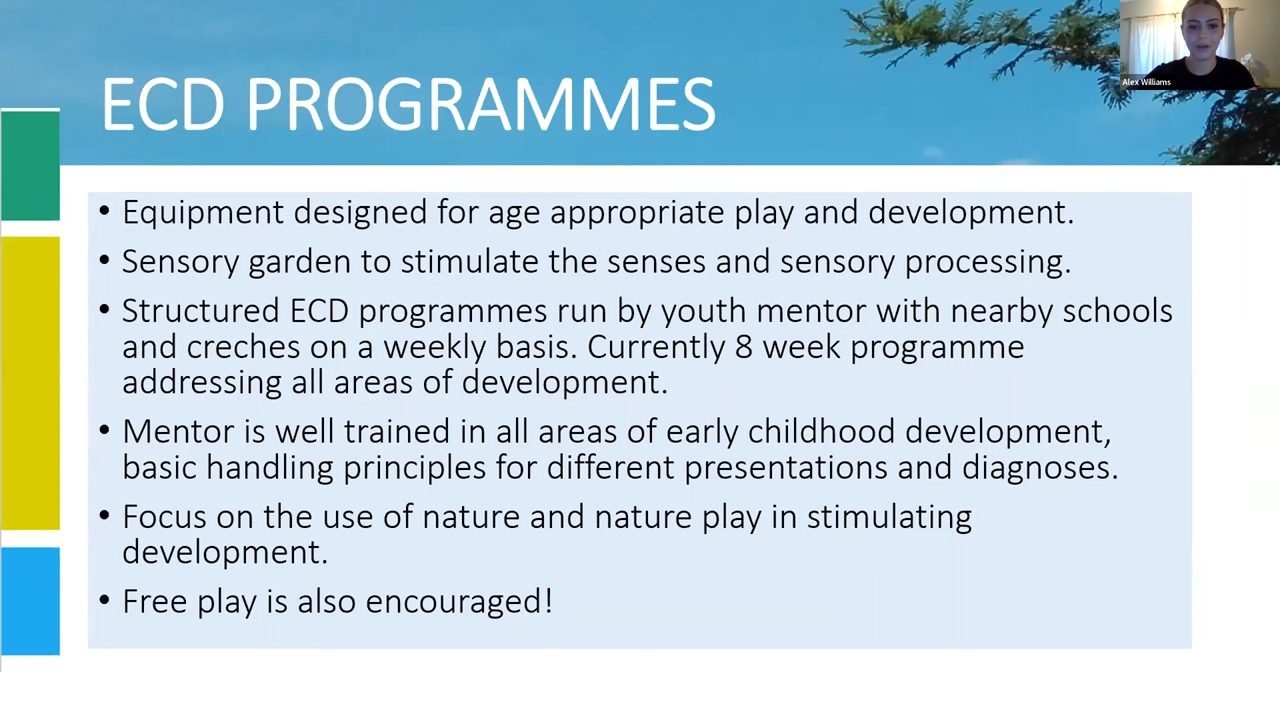 Alex Williams
ECD PROGRAMMES
• Equipment designed for age appropriate play and development.
• Sensory garden to stimulate the senses and sensory processing.
• Structured ECD programmes run by youth mentor with nearby schools
and creches on a weekly basis. Currently 8 week programme
addressing all areas of development.
• Mentor is well trained in all areas of early childhood development,
basic handling principles for different presentations and diagnoses.
• Focus on the use of nature and nature play in stimulating
development.
• Free play is also encouraged!